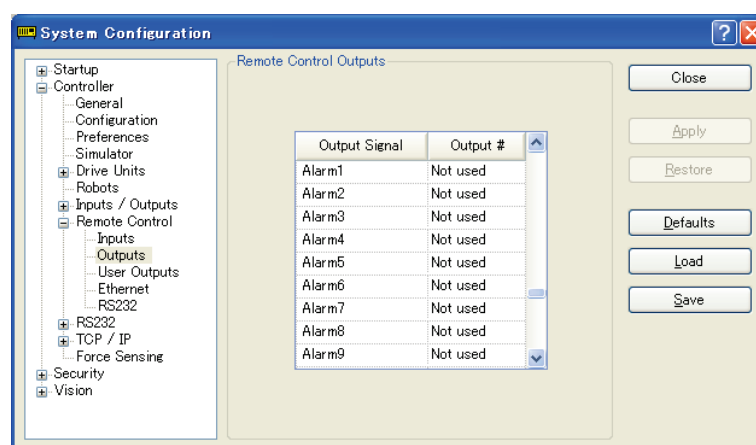 System Configuration
Startup
Controller
General
Configuration
Preferences
Simulator
Drive Units
Robots
Inputs / Outputs
Remote Control
Inputs
Outputs
User Outputs
Ethernet
RS232
RS232
TCP / IP
Force Sensing
Security
Vision
Remote Control Outputs
Output Signal Output #
Alarm1 Not used
Alarm2 Not used
Alarm3 Not used
Alarm4 Not used
Alarm5 Not used
Alarm6 Not used
Alarm7 Not used
Alarm8 Not used
Alarm9 Not used
Close
Apply
Restore
Defaults
Load
Save